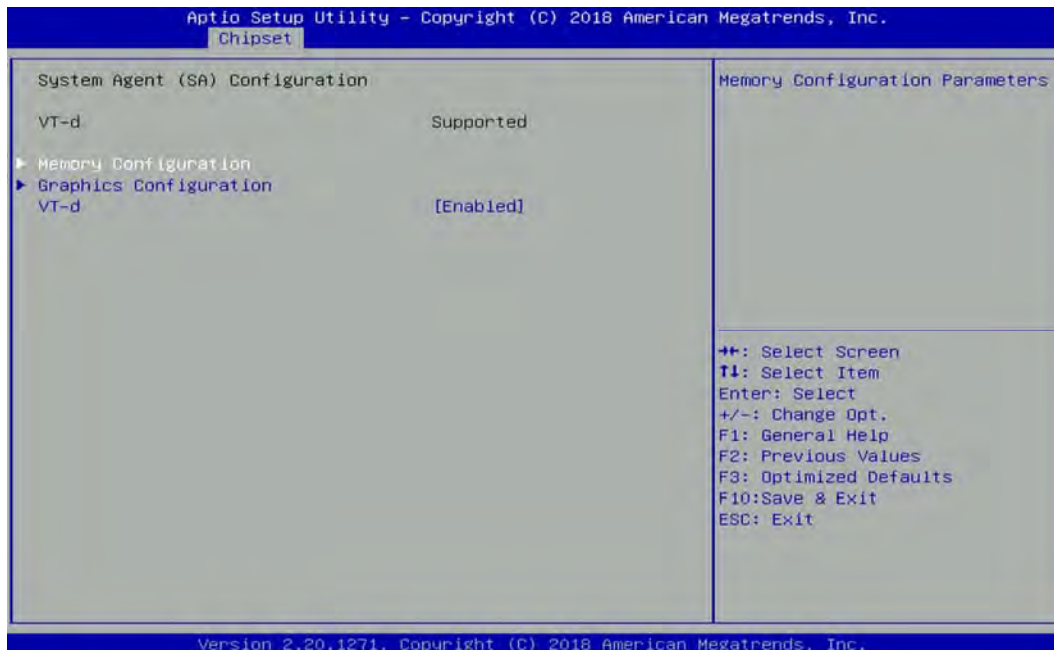 Aptio Setup Utility – Copyright (C) 2018 American Megatrends, Inc.
Chipset
System Agent (SA) Configuration
VT-d Supported
► Memory Configuration
► Graphics Configuration
VT-d [Enabled]
Memory Configuration Parameters
→←: Select Screen
↑↓: Select Item
Enter: Select
+/-: Change Opt.
F1: General Help
F2: Previous Values
F3: Optimized Defaults
F10:Save & Exit
ESC: Exit
Version 2.20.1271. Copyright (C) 2018 American Megatrends, Inc.